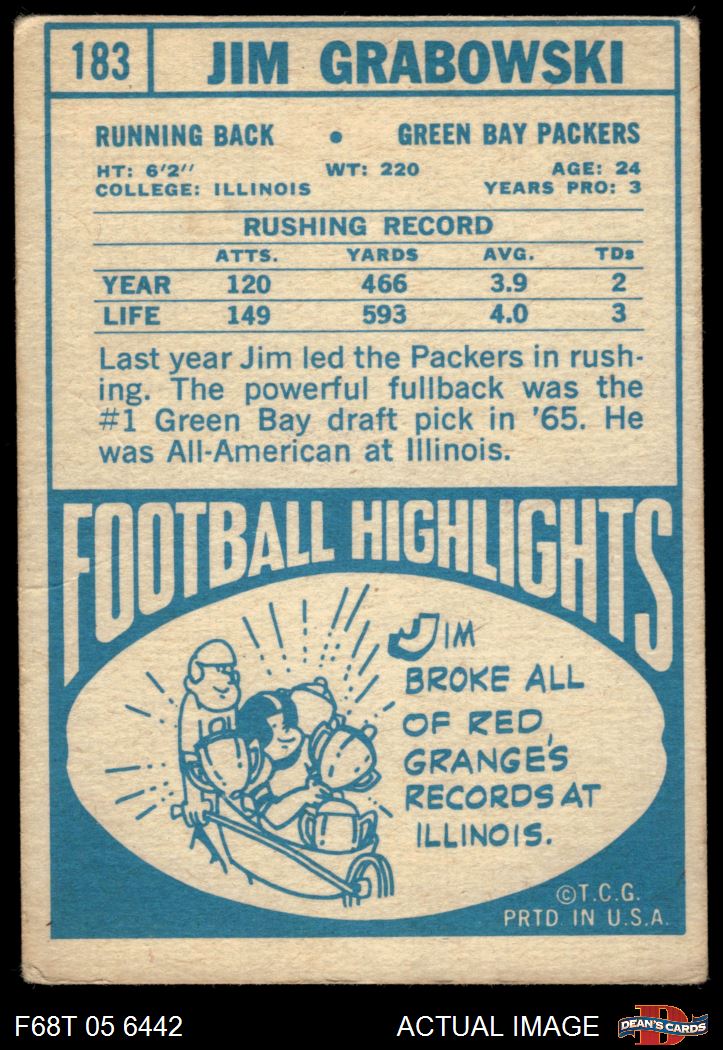 183 JIM GRABOWSKI
RUNNING BACK • GREEN BAY PACKERS
HT: 6'2" WT: 220 AGE: 24
COLLEGE: ILLINOIS YEARS PRO: 3
RUSHING RECORD
ATTS. YARDS AVG. TDs
YEAR 120 466 3.9 2
LIFE 149 593 4.0 3
Last year Jim led the Packers in rush-
ing. The powerful fullback was the
#1 Green Bay draft pick in '65. He
was All-American at Illinois.
FOOTBALL HIGHLIGHTS
JIM
BROKE ALL
OF RED
GRANGE'S
RECORDS AT
ILLINOIS.
©T.C.G.
PRTD. IN U.S.A.
F68T 05 6442 ACTUAL IMAGE DEAN'S CARDS